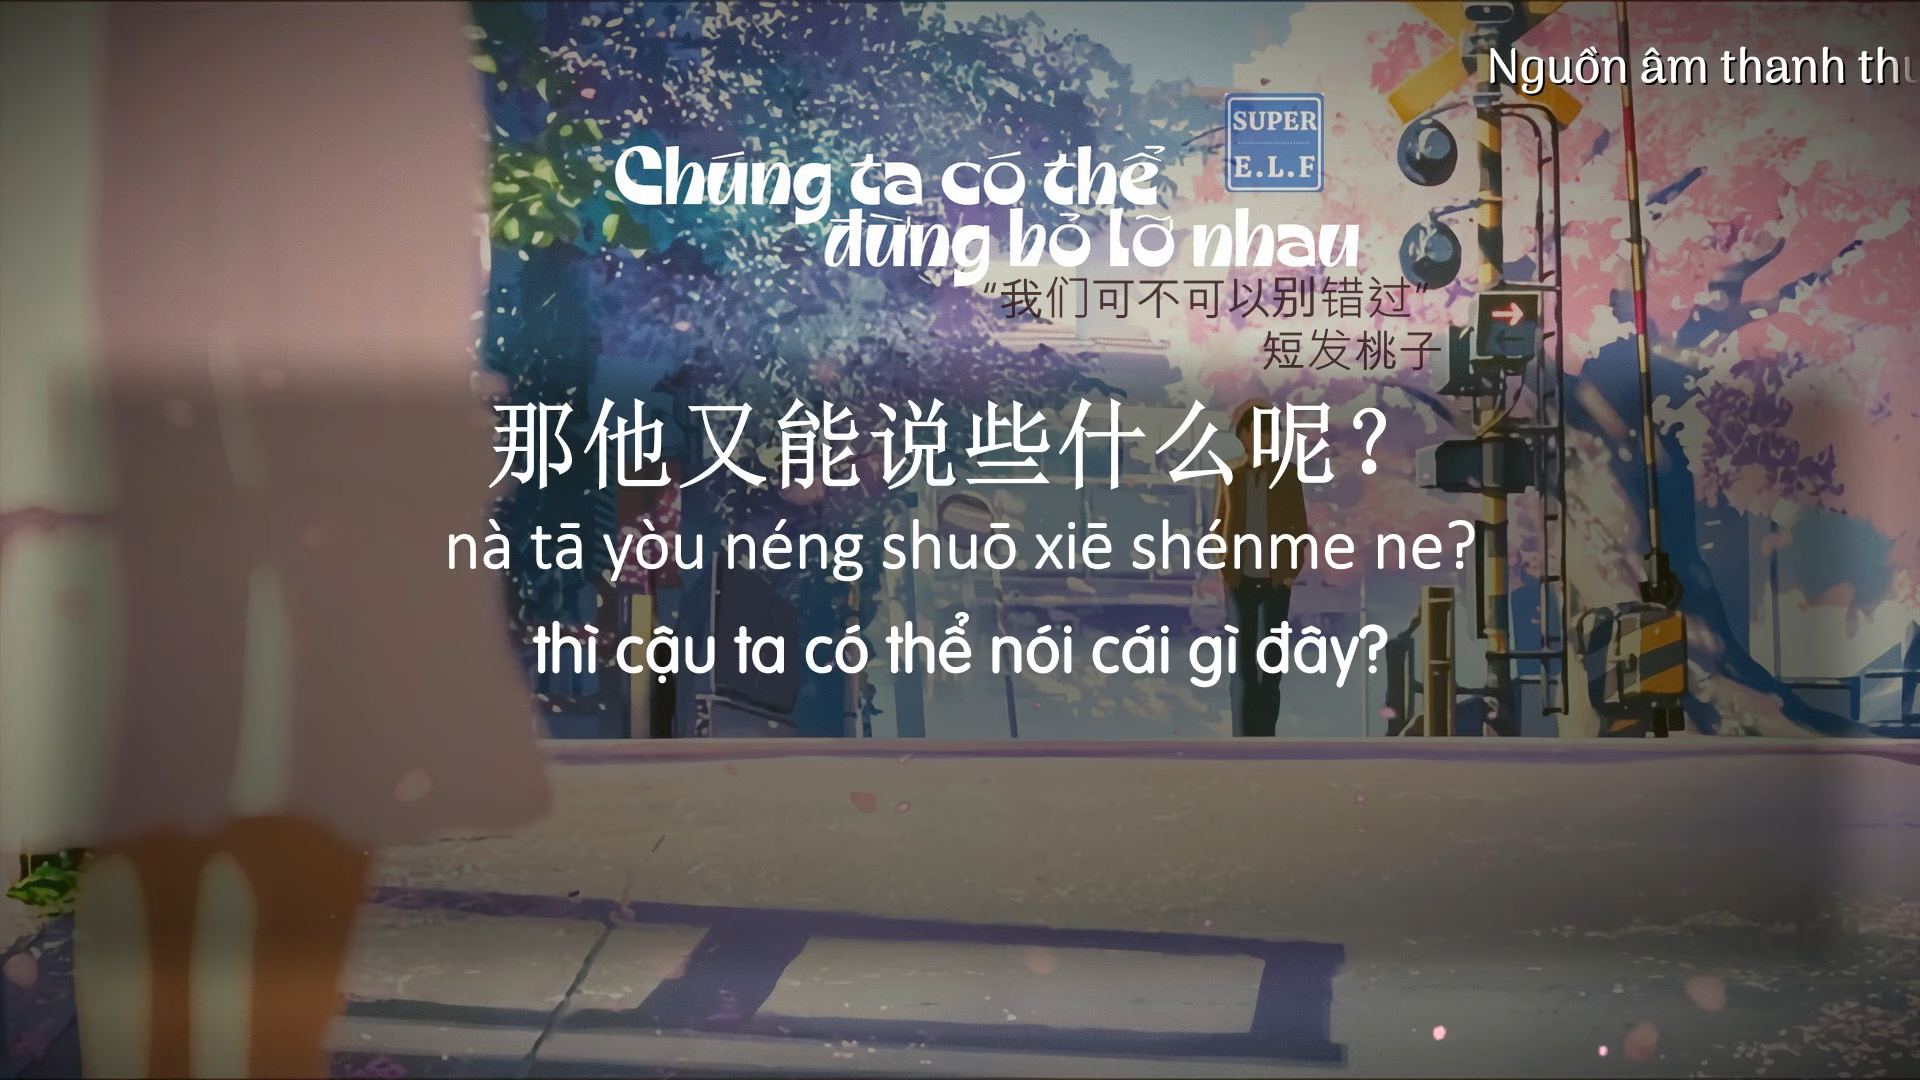 Nguồn âm thanh thu
SUPER
E.L.F
Chúng ta có thể
đừng bỏ lỡ nhau
“我们可不可以别错过”
短发桃子
那他又能说些什么呢？
nà tā yòu néng shuō xiē shénme ne?
thì cậu ta có thể nói cái gì đây?